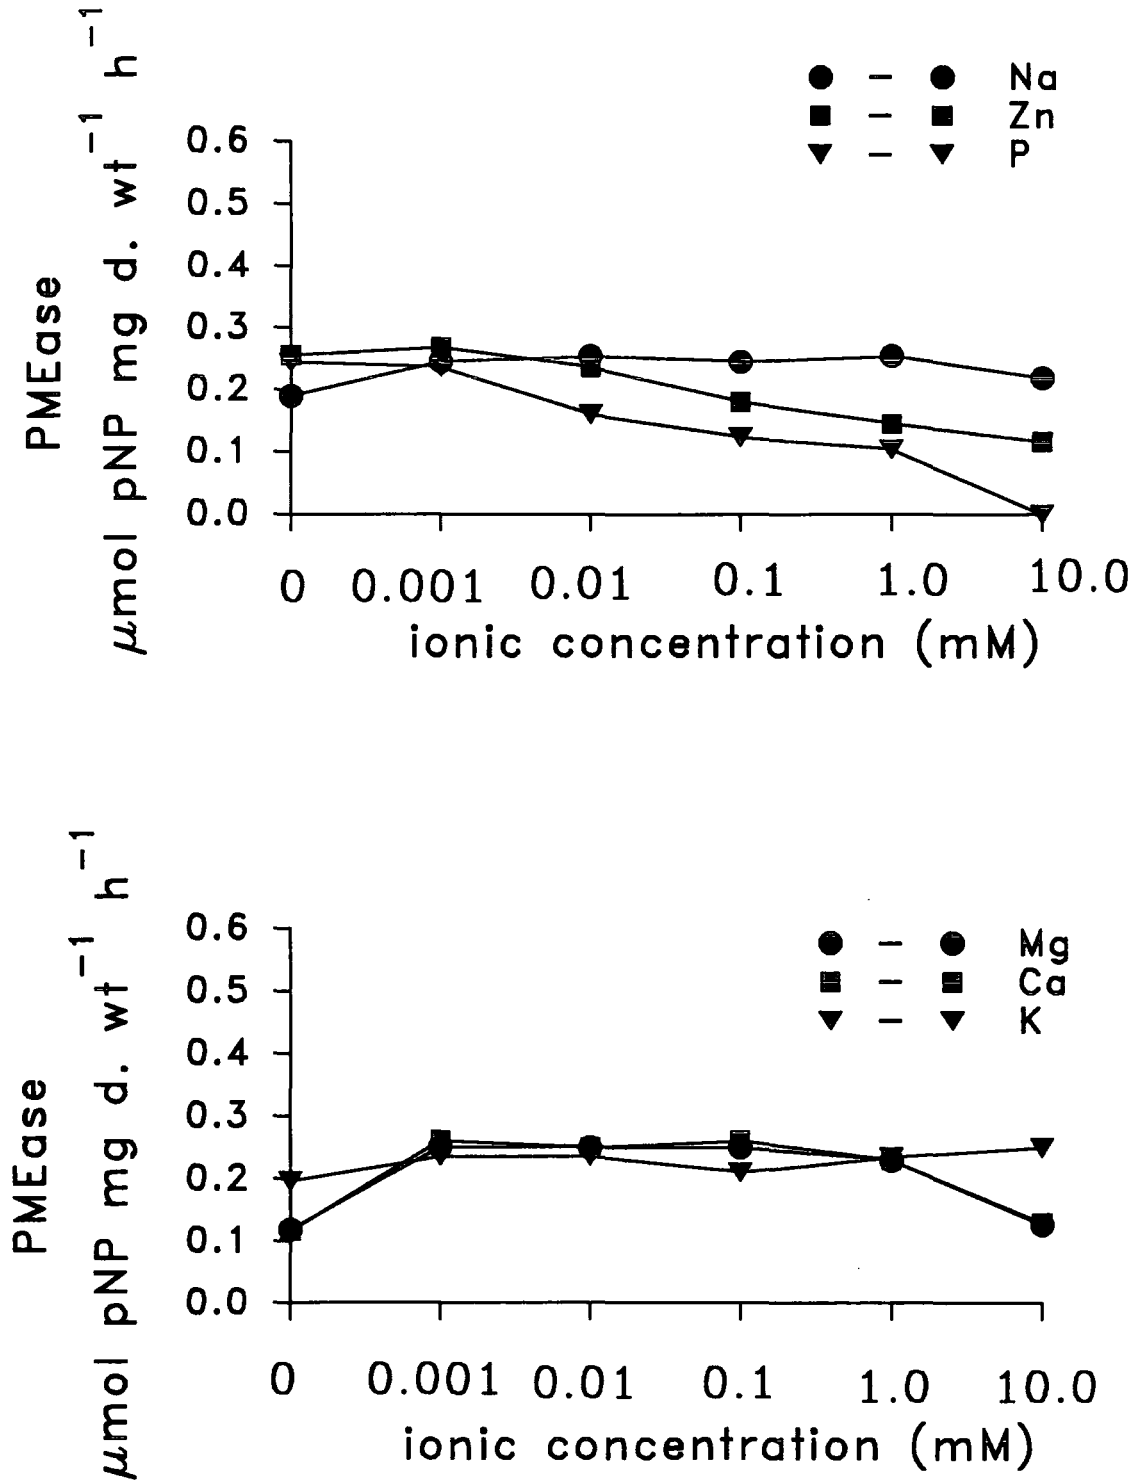 Na
Zn
P
PMEase
µmol pNP mg d. wt⁻¹ h⁻¹
0.6
0.5
0.4
0.3
0.2
0.1
0.0
0 0.001 0.01 0.1 1.0 10.0
ionic concentration (mM)
Mg
Ca
K
PMEase
µmol pNP mg d. wt⁻¹ h⁻¹
0.6
0.5
0.4
0.3
0.2
0.1
0.0
0 0.001 0.01 0.1 1.0 10.0
ionic concentration (mM)